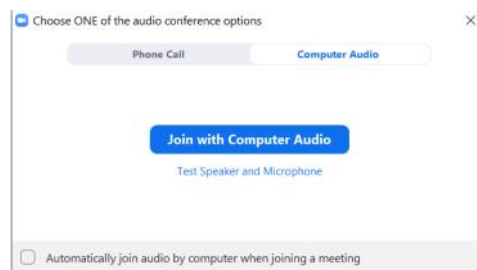 Choose ONE of the audio conference options
Phone Call
Computer Audio
Join with Computer Audio
Test Speaker and Microphone
Automatically join audio by computer when joining a meeting